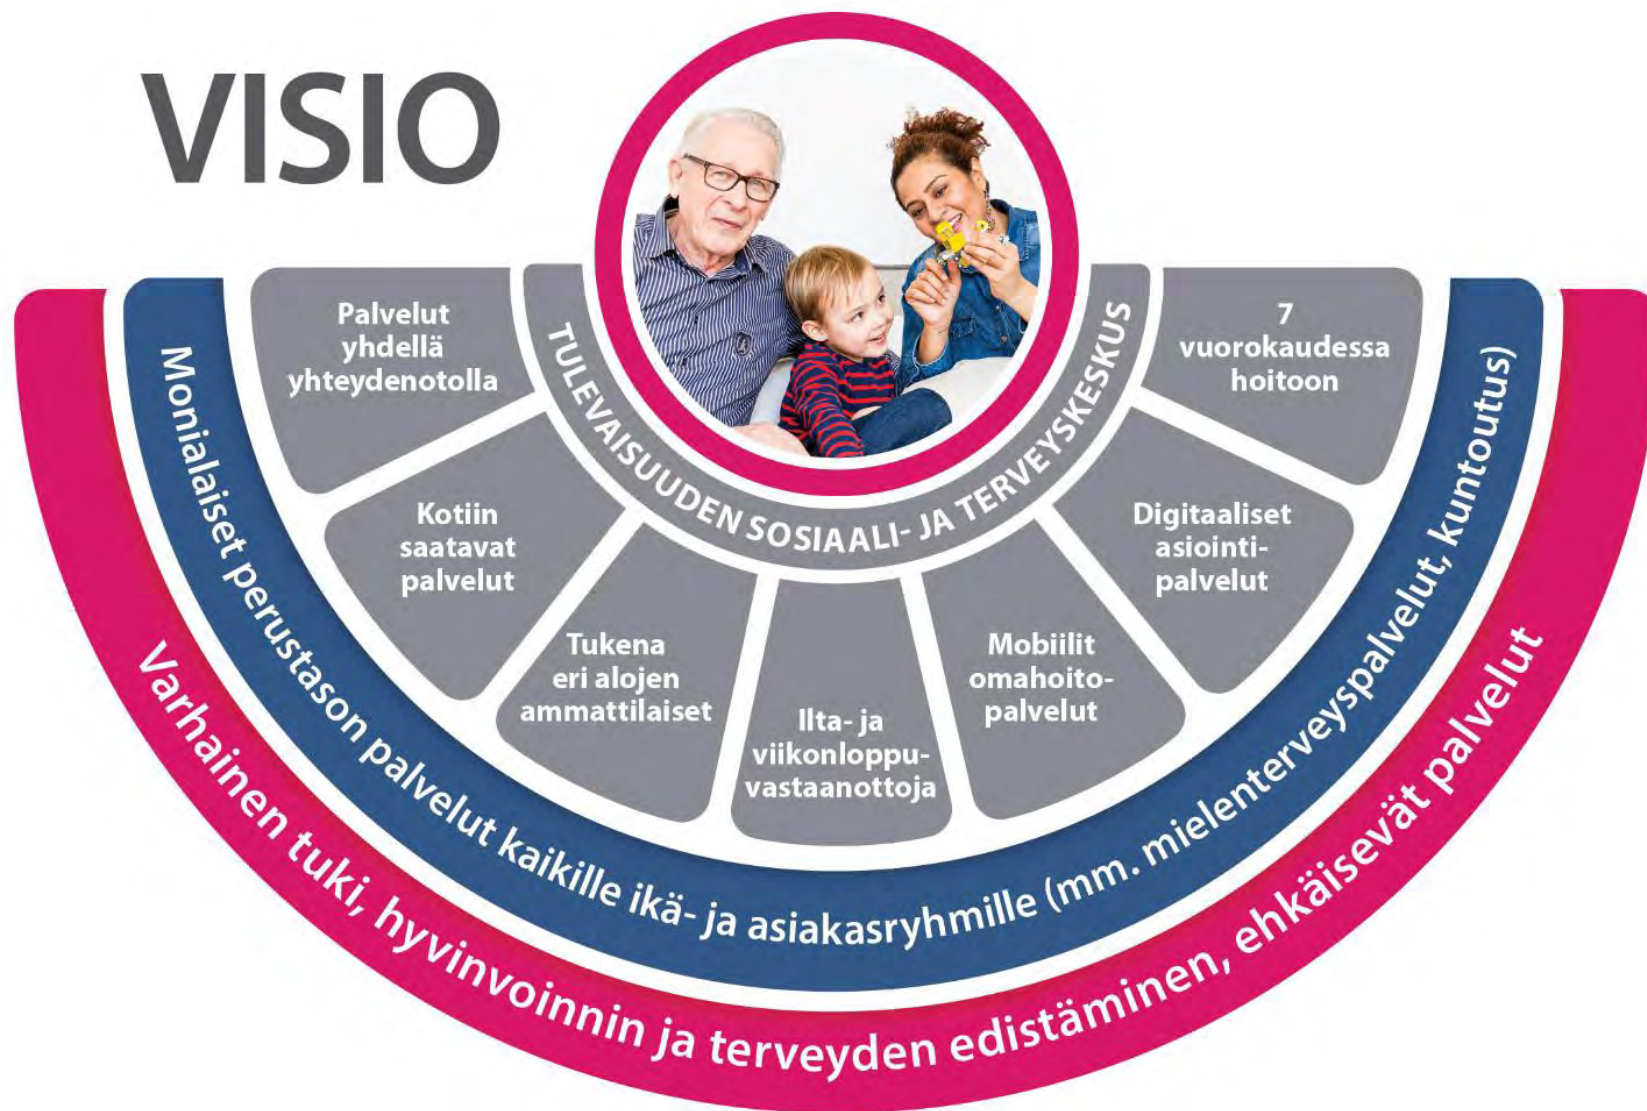 VISIO
TULEVAISUUDEN SOSIAALI- JA TERVEYSKESKUS
Palvelut
yhdellä
yhteydenotolla
Kotiin
saatavat
palvelut
Tukena
eri alojen
ammattilaiset
Ilta- ja
viikonloppu-
vastaanottoja
Mobiilit
omahoito-
palvelut
Digitaaliset
asiointi-
palvelut
7
vuorokaudessa
hoitoon
Monialaiset perustason palvelut kaikille ikä- ja asiakasryhmille (mm. mielenterveyspalvelut, kuntoutus)
Varhainen tuki, hyvinvoinnin ja terveyden edistäminen, ehkäisevät palvelut